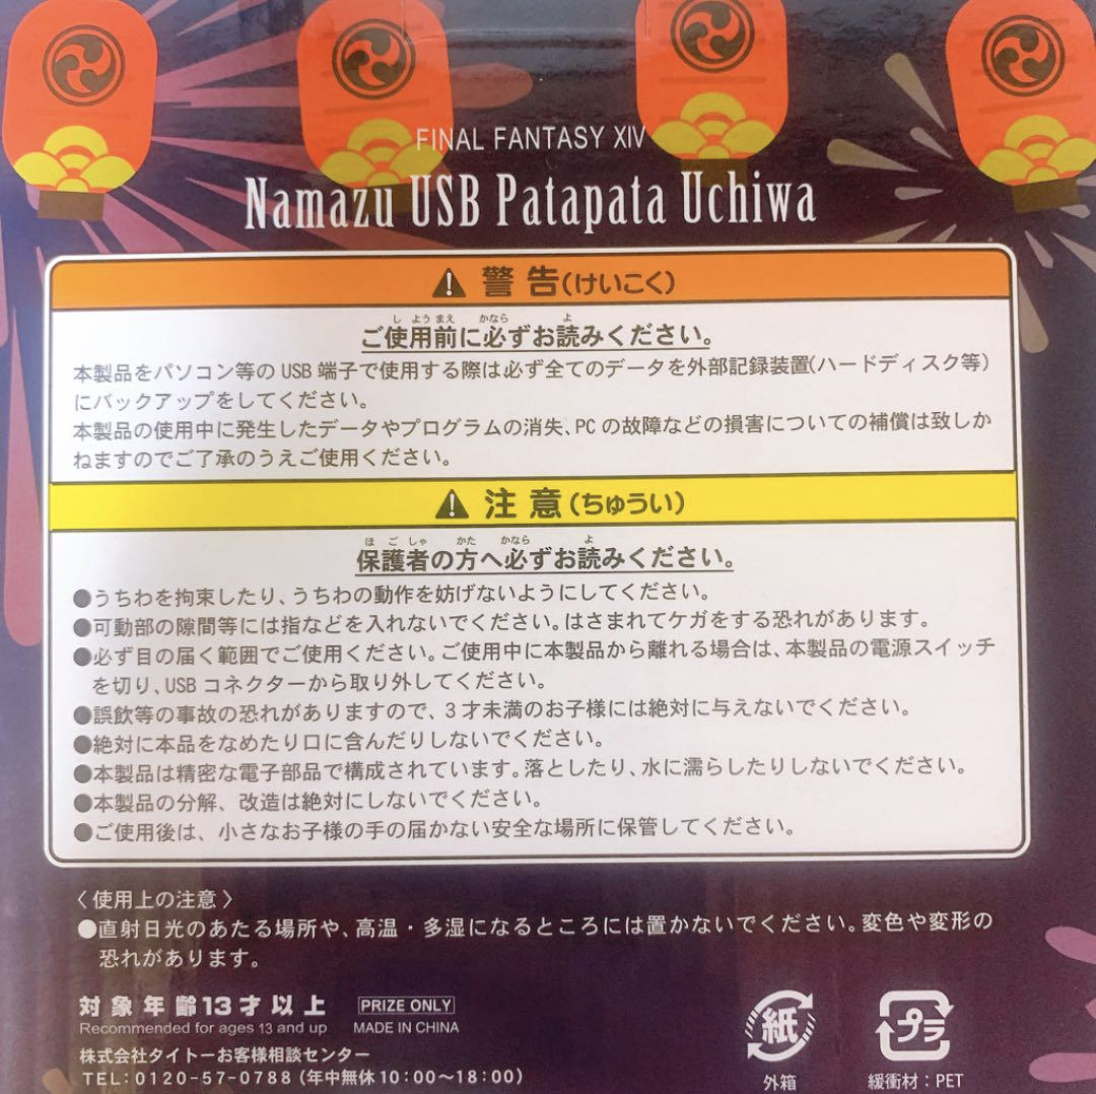 FINAL FANTASY XIV
Namazu USB Patapata Uchiwa
警告(けいこく)
し ようまえ かなら よ
ご使用前に必ずお読みください。
本製品をパソコン等の USB 端子で使用する際は必ず全てのデータを外部記録装置(ハードディスク等)
にバックアップをしてください。
本製品の使用中に発生したデータやプログラムの消失、PC の故障などの損害についての補償は致しか
ねますのでご了承のうえご使用ください。
注意(ちゅうい)
ほ ご しゃ かた かなら よ
保護者の方へ必ずお読みください。
●うちわを拘束したり、うちわの動作を妨げないようにしてください。
●可動部の隙間等には指などを入れないでください。はさまれてケガをする恐れがあります。
●必ず目の届く範囲でご使用ください。ご使用中に本製品から離れる場合は、本製品の電源スイッチ
を切り、USB コネクターから取り外してください。
●誤飲等の事故の恐れがありますので、3才未満のお子様には絶対に与えないでください。
●絶対に本品をなめたり口に含んだりしないでください。
●本製品は精密な電子部品で構成されています。落としたり、水に濡らしたりしないでください。
●本製品の分解、改造は絶対にしないでください。
●ご使用後は、小さなお子様の手の届かない安全な場所に保管してください。
〈使用上の注意〉
●直射日光のあたる場所や、高温・多湿になるところには置かないでください。変色や変形の
恐れがあります。
対象年齢13才以上 PRIZE ONLY
Recommended for ages 13 and up MADE IN CHINA
株式会社タイトーお客様相談センター
TEL:0120-57-0788(年中無休10:00〜18:00)
紙 プラ
外箱 緩衝材:PET